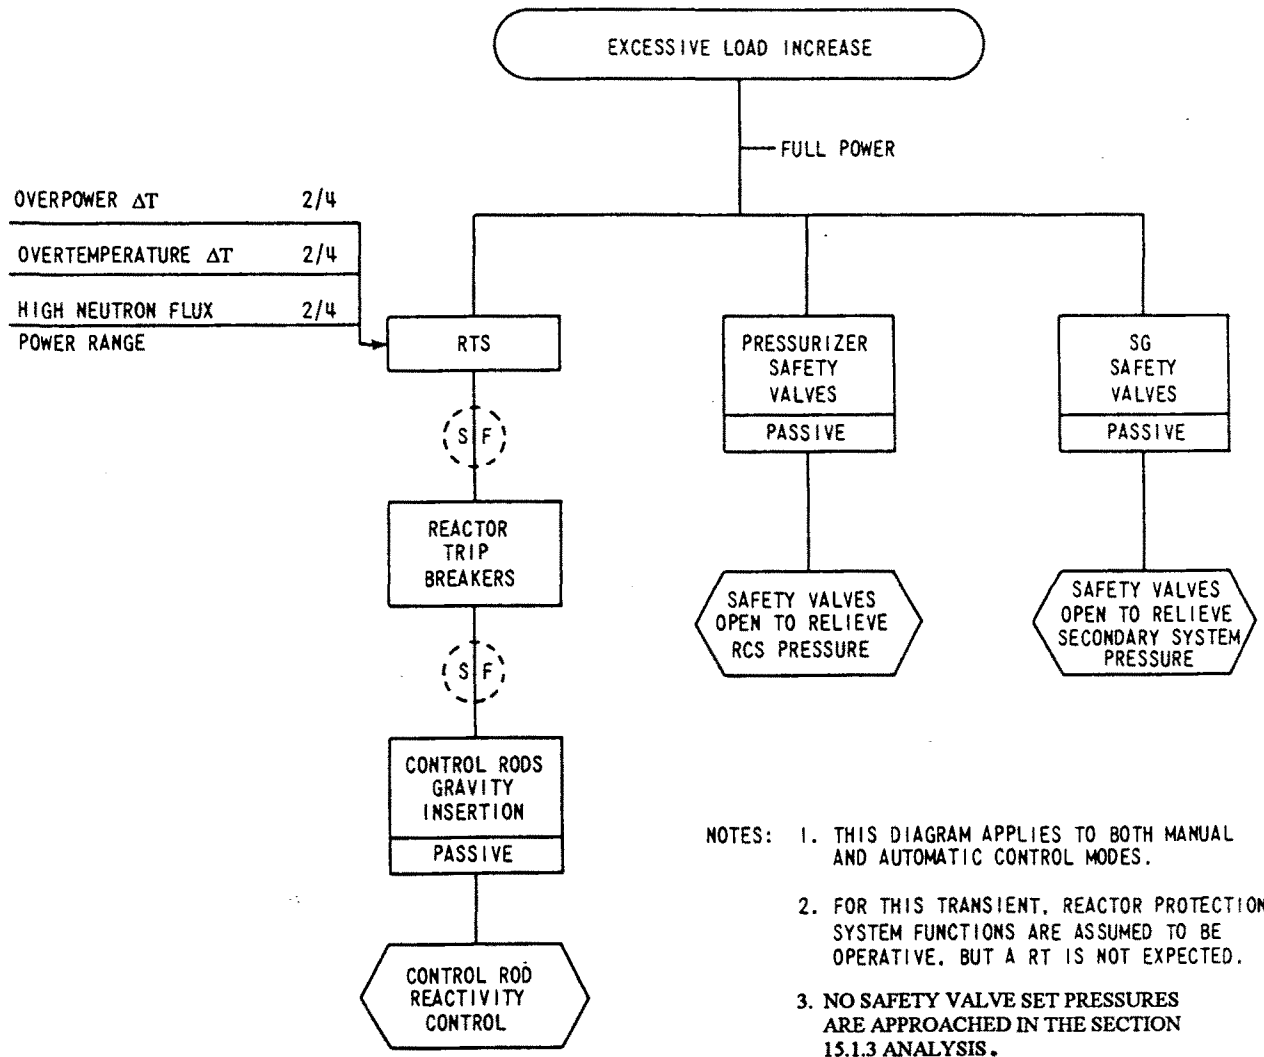 EXCESSIVE LOAD INCREASE
FULL POWER
OVERPOWER ΔT 2/4
OVERTEMPERATURE ΔT 2/4
HIGH NEUTRON FLUX 2/4
POWER RANGE
RTS
S F
REACTOR
TRIP
BREAKERS
S F
CONTROL RODS
GRAVITY
INSERTION
PASSIVE
CONTROL ROD
REACTIVITY
CONTROL
PRESSURIZER
SAFETY
VALVES
PASSIVE
SAFETY VALVES
OPEN TO RELIEVE
RCS PRESSURE
SG
SAFETY
VALVES
PASSIVE
SAFETY VALVES
OPEN TO RELIEVE
SECONDARY SYSTEM
PRESSURE
NOTES: 1. THIS DIAGRAM APPLIES TO BOTH MANUAL
AND AUTOMATIC CONTROL MODES.
2. FOR THIS TRANSIENT, REACTOR PROTECTION
SYSTEM FUNCTIONS ARE ASSUMED TO BE
OPERATIVE. BUT A RT IS NOT EXPECTED.
3. NO SAFETY VALVE SET PRESSURES
ARE APPROACHED IN THE SECTION
15.1.3 ANALYSIS.